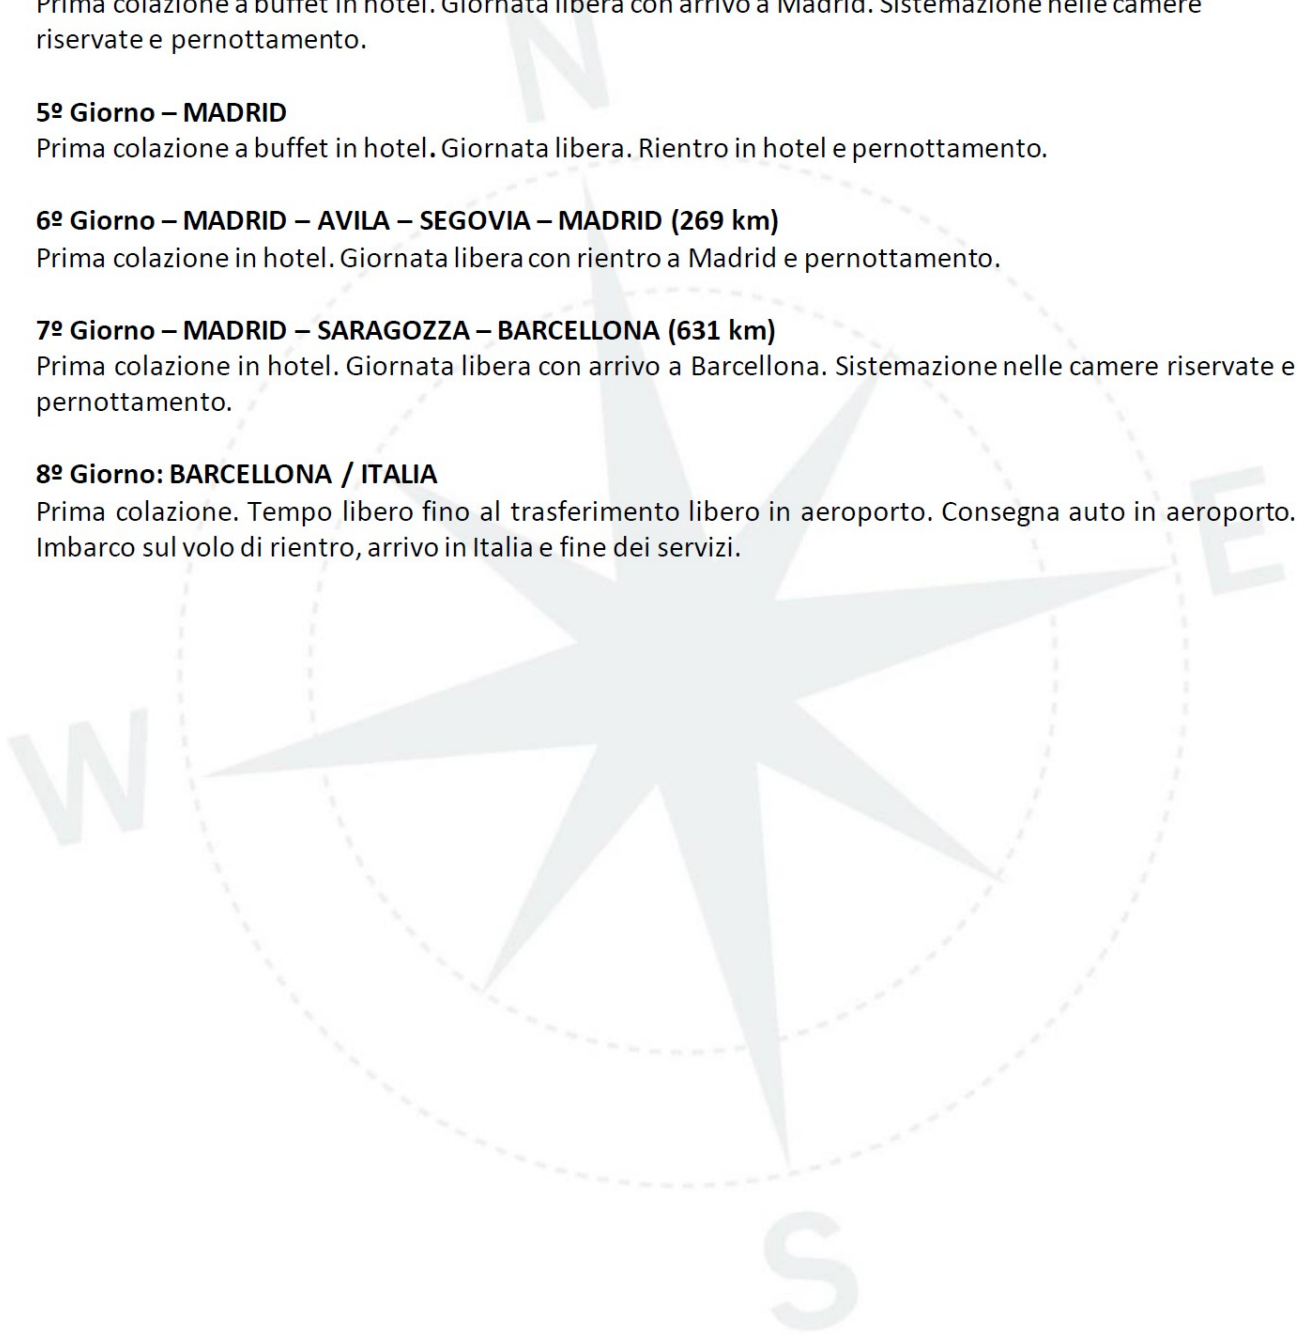 Prima colazione a buffet in hotel. Giornata libera con arrivo a Madrid. Sistemazione nelle camere
riservate e pernottamento.
5º Giorno – MADRID
Prima colazione a buffet in hotel. Giornata libera. Rientro in hotel e pernottamento.
6º Giorno – MADRID – AVILA – SEGOVIA – MADRID (269 km)
Prima colazione in hotel. Giornata libera con rientro a Madrid e pernottamento.
7º Giorno – MADRID – SARAGOZZA – BARCELLONA (631 km)
Prima colazione in hotel. Giornata libera con arrivo a Barcellona. Sistemazione nelle camere riservate e
pernottamento.
8º Giorno: BARCELLONA / ITALIA
Prima colazione. Tempo libero fino al trasferimento libero in aeroporto. Consegna auto in aeroporto.
Imbarco sul volo di rientro, arrivo in Italia e fine dei servizi.
N
E
W
S